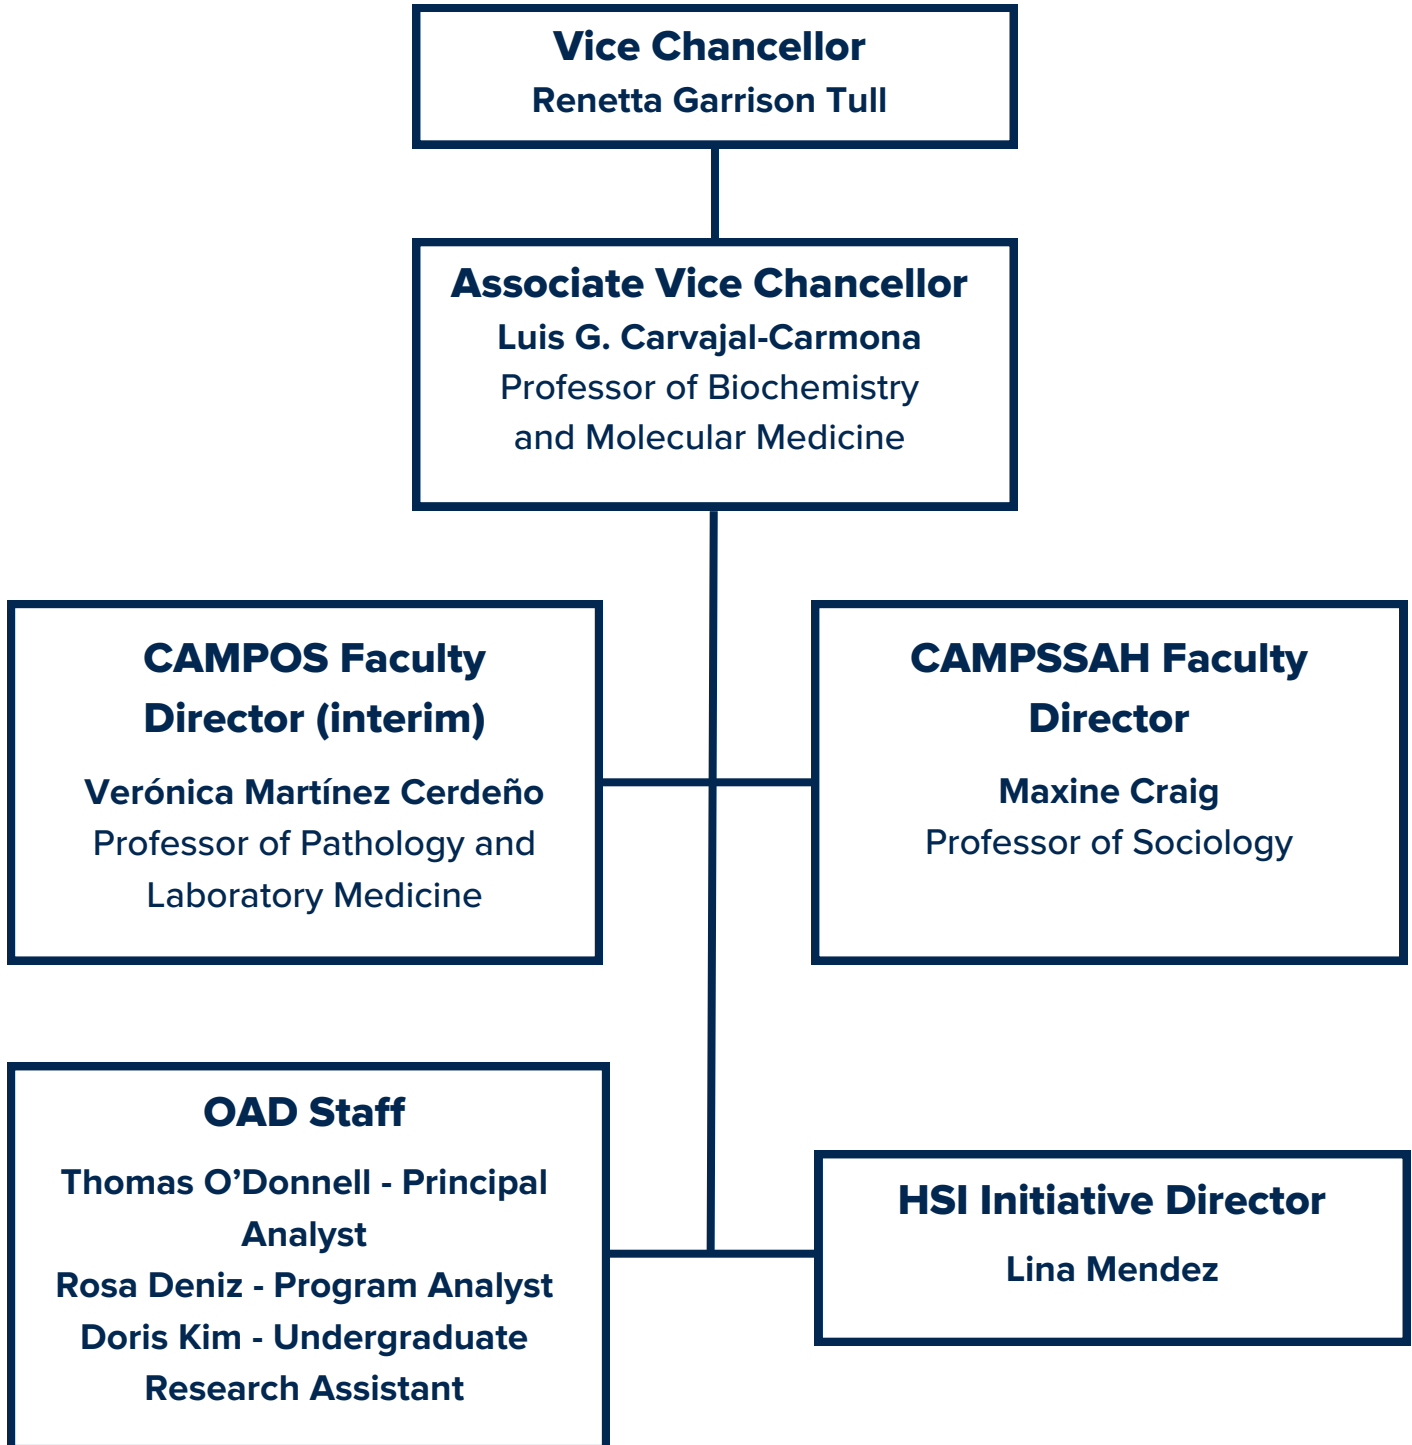 Vice Chancellor
Renetta Garrison Tull
Associate Vice Chancellor
Luis G. Carvajal-Carmona
Professor of Biochemistry
and Molecular Medicine
CAMPOS Faculty
Director (interim)
Verónica Martínez Cerdeño
Professor of Pathology and
Laboratory Medicine
CAMPSSAH Faculty
Director
Maxine Craig
Professor of Sociology
OAD Staff
Thomas O’Donnell - Principal
Analyst
Rosa Deniz - Program Analyst
Doris Kim - Undergraduate
Research Assistant
HSI Initiative Director
Lina Mendez